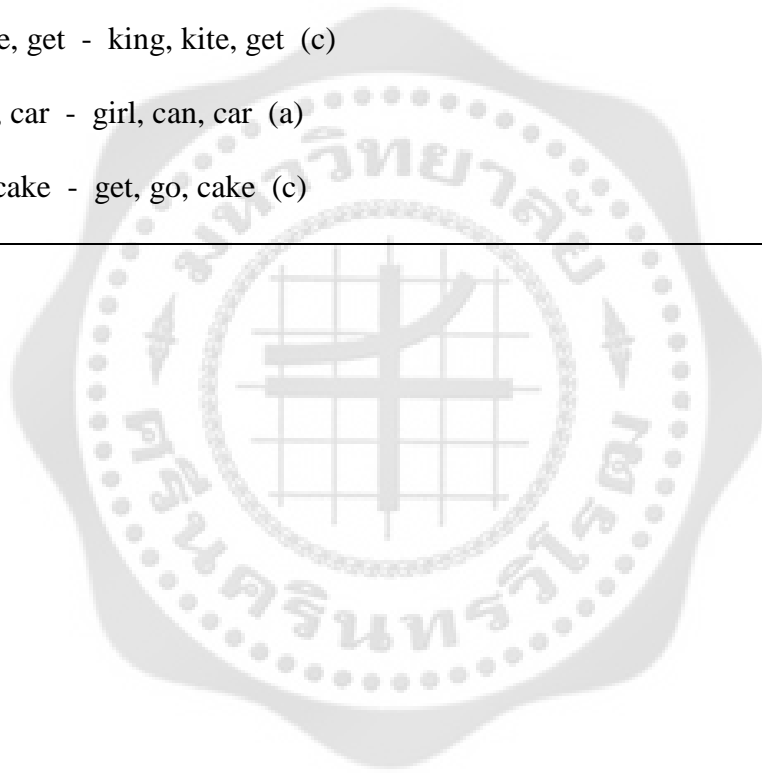 get - king, kite, get (c)
car - girl, can, car (a)
cake - get, go, cake (c)
มหาวิทยาลัย
ศรีนครินทรวิโรฒ